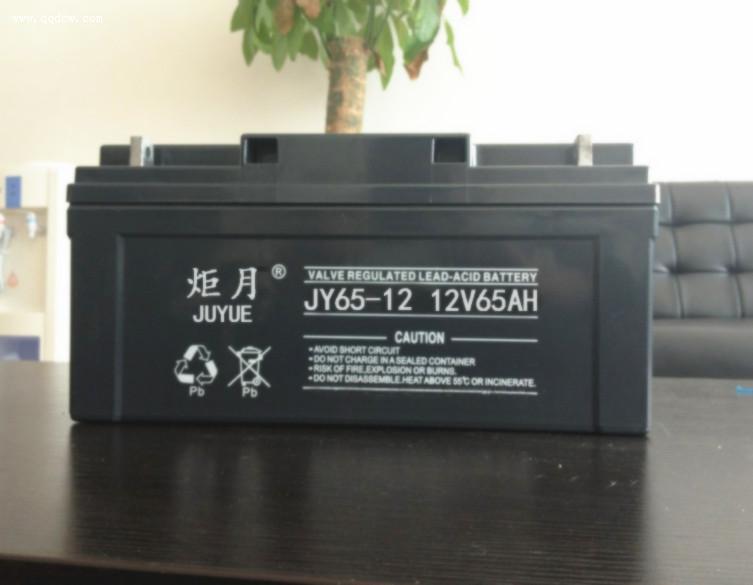 www.qqdcw.com
炬月®
JUYUE
Pb
Pb
VALVE REGULATED LEAD-ACID BATTERY
JY65-12 12V65AH
CAUTION
•AVOID SHORT CIRCUIT
•DO NOT CHARGE IN A SEALED CONTAINER
•RISK OF FIRE,EXPLOSION OR BURNS.
•DO NOT DISASSEMBLE,HEAT ABOVE 55℃ OR INCINERATE.